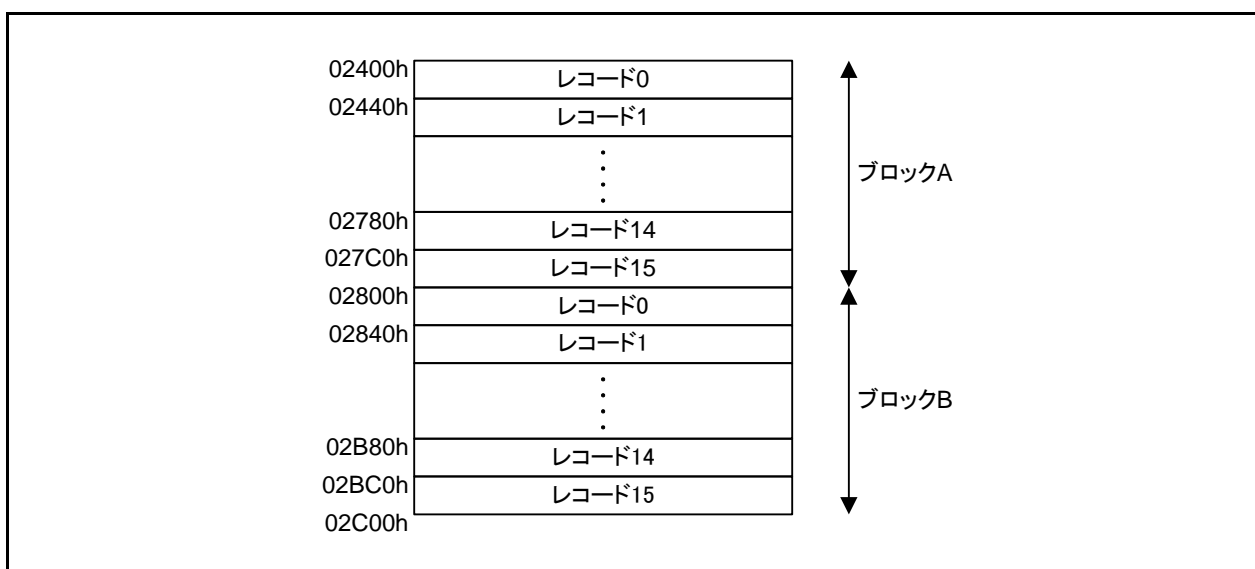 02400h
レコード0
02440h
レコード1
ブロックA
02780h
レコード14
027C0h
レコード15
02800h
レコード0
02840h
レコード1
ブロックB
02B80h
レコード14
02BC0h
レコード15
02C00h